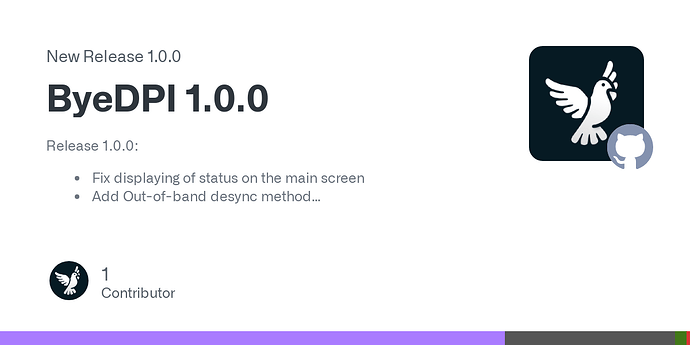 New Release 1.0.0
ByeDPI 1.0.0
Release 1.0.0:
• Fix displaying of status on the main screen
• Add Out-of-band desync method...
1
Contributor